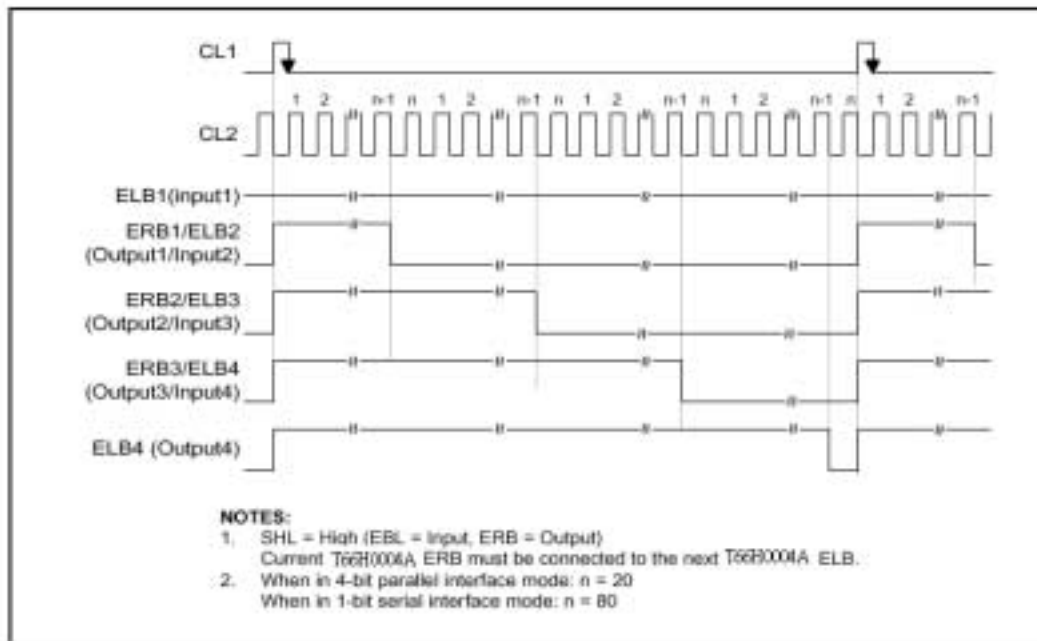 CL1
1 2 n-1 n 1 2 n-1 n 1 2 n-1 n 1 2 n-1 n 1 2 n-1
CL2
ELB1(input1)
ERB1/ELB2
(Output1/Input2)
ERB2/ELB3
(Output2/Input3)
ERB3/ELB4
(Output3/Input4)
ELB4 (Output4)
NOTES:
1. SHL = High (EBL = Input, ERB = Output)
Current T66H0004A ERB must be connected to the next T66H0004A ELB.
2. When in 4-bit parallel interface mode: n = 20
When in 1-bit serial interface mode: n = 80